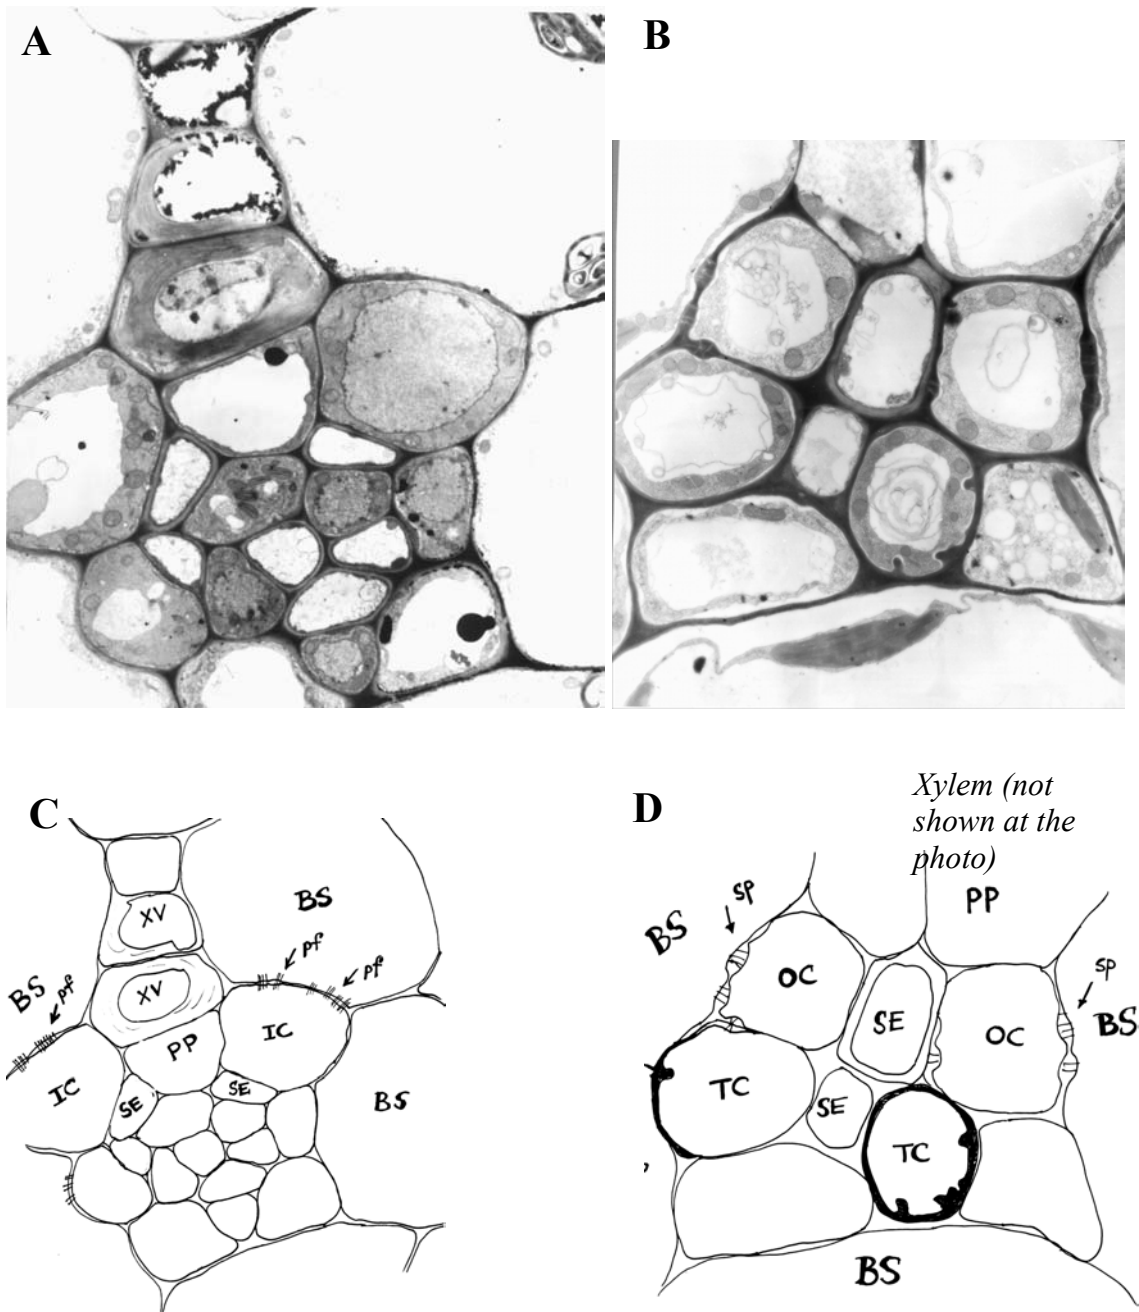 A
B
C
BS
pf
pf
XV
BS
pf
XV
IC
PP
IC
SE
SE
BS
D
Xylem (not
shown at the
photo)
sp
PP
BS
OC
sp
SE
OC
BS
TC
SE
TC
BS